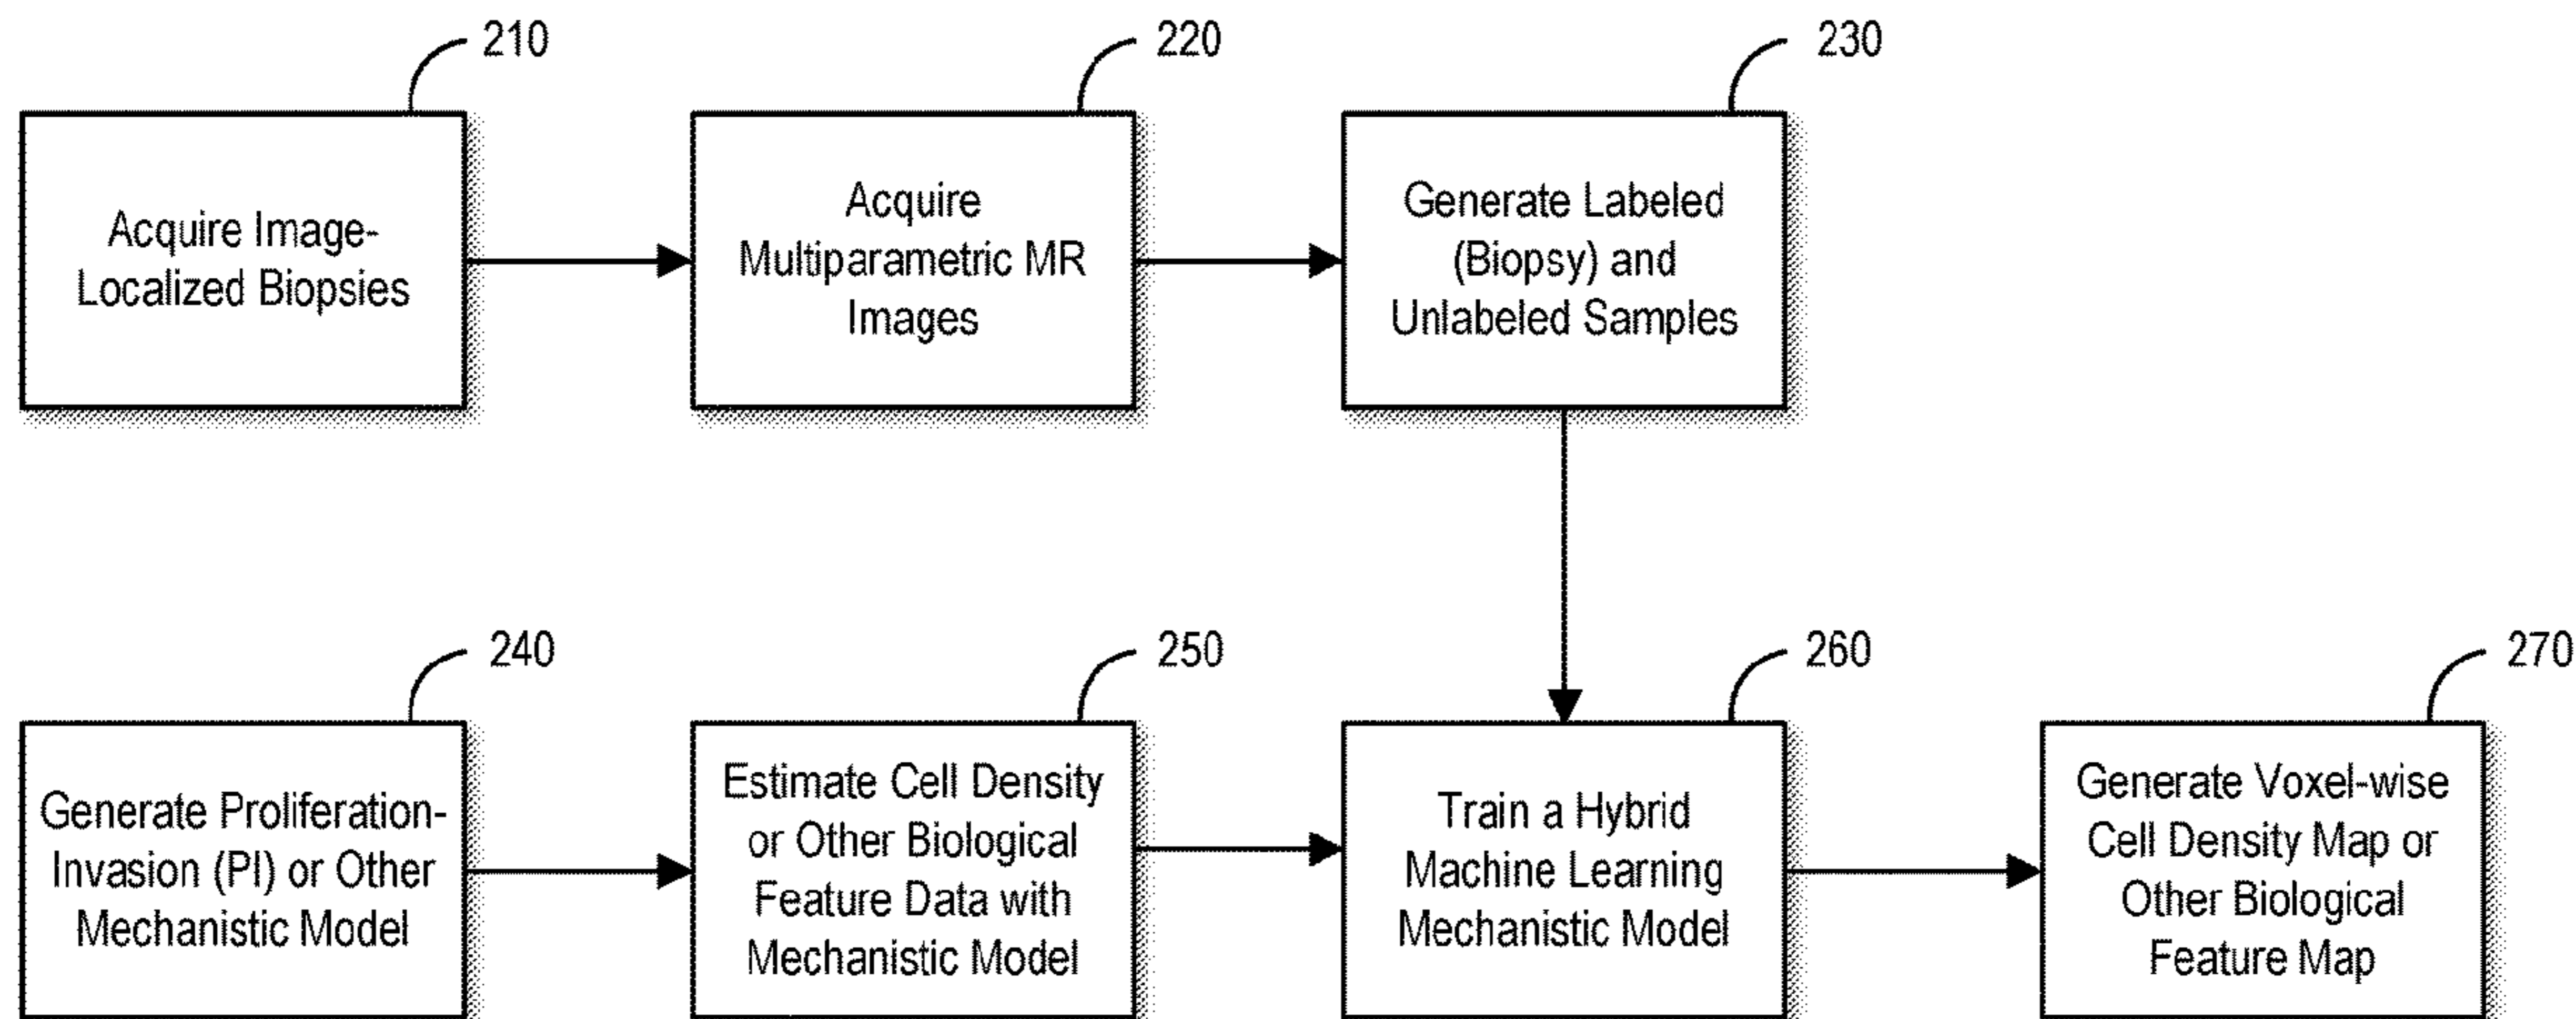 210
220
230
Acquire Image-
Localized Biopsies
Acquire
Multiparametric MR
Images
Generate Labeled
(Biopsy) and
Unlabeled Samples
240
250
260
270
Generate Proliferation-
Invasion (PI) or Other
Mechanistic Model
Estimate Cell Density
or Other Biological
Feature Data with
Mechanistic Model
Train a Hybrid
Machine Learning
Mechanistic Model
Generate Voxel-wise
Cell Density Map or
Other Biological
Feature Map